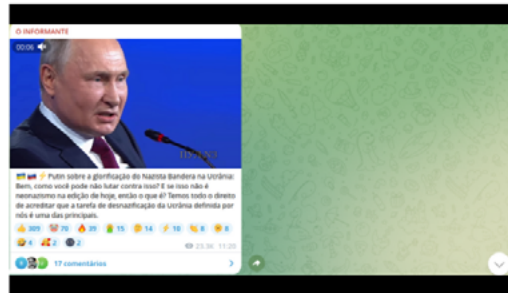 O INFORMANTE
00:06
Putin sobre a glorificação do Nazista Bandera na Ucrânia:
Bem, como você pode não lutar contra isso? E se isso não é
neonazismo na edição de hoje, então o que é? Temos todo o direito
de acreditar que a tarefa de desnazificação da Ucrânia definida por
nós é uma das principais.
309 70 39 15 14 10 8 8
4 2 2 23.3K 11:20
17 comentários